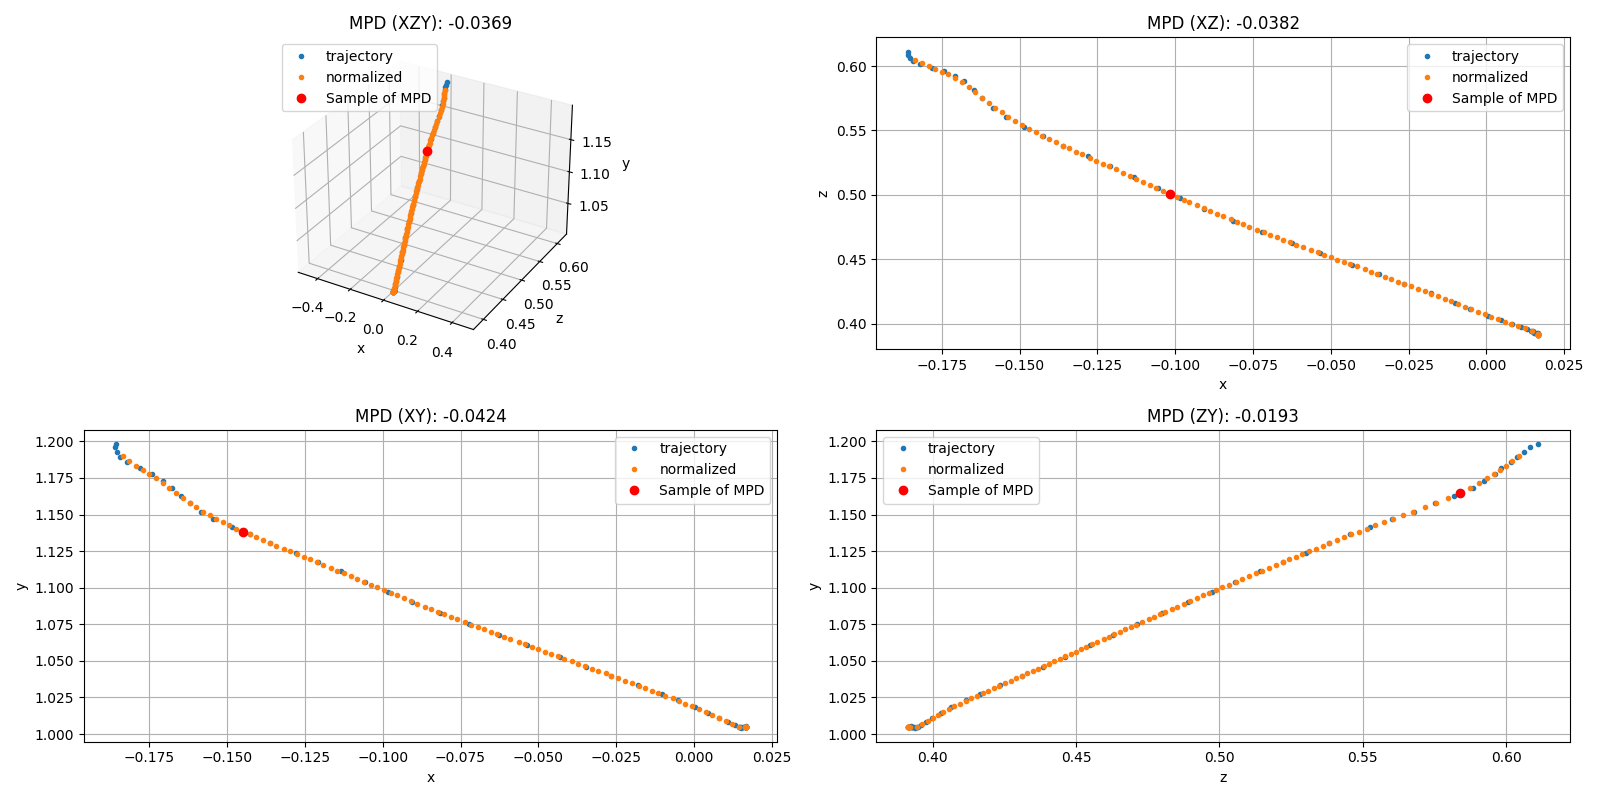 MPD (XZY): -0.0369
trajectory
normalized
Sample of MPD
1.15
1.10
1.05
y
0.60
0.55
0.50
0.45
0.40
z
−0.4
−0.2
0.0
0.2
0.4
x
MPD (XZ): -0.0382
trajectory
normalized
Sample of MPD
0.60
0.55
0.50
0.45
0.40
z
−0.175 −0.150 −0.125 −0.100 −0.075 −0.050 −0.025 0.000 0.025
x
MPD (XY): -0.0424
trajectory
normalized
Sample of MPD
1.200
1.175
1.150
1.125
1.100
1.075
1.050
1.025
1.000
y
−0.175 −0.150 −0.125 −0.100 −0.075 −0.050 −0.025 0.000 0.025
x
MPD (ZY): -0.0193
trajectory
normalized
Sample of MPD
1.200
1.175
1.150
1.125
1.100
1.075
1.050
1.025
1.000
y
0.40 0.45 0.50 0.55 0.60
z